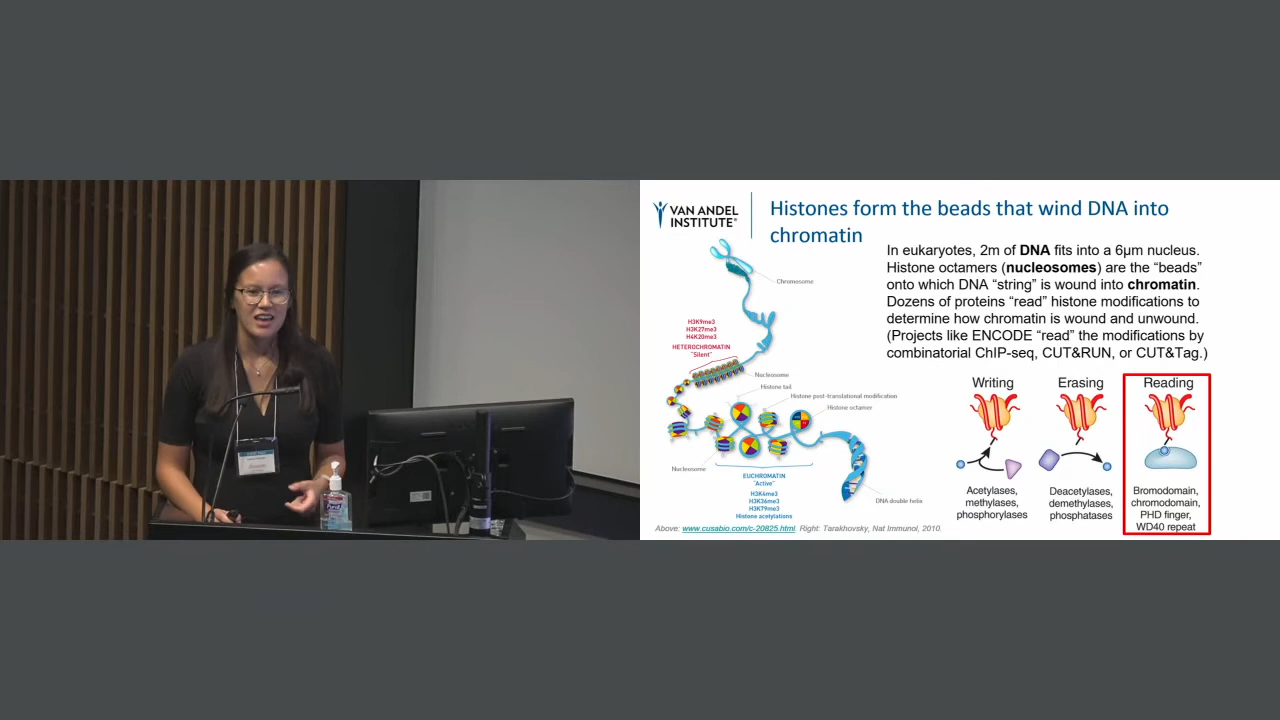 VAN ANDEL
INSTITUTE®
Histones form the beads that wind DNA into
chromatin
In eukaryotes, 2m of DNA fits into a 6μm nucleus.
Histone octamers (nucleosomes) are the “beads”
onto which DNA “string” is wound into chromatin.
Dozens of proteins “read” histone modifications to
determine how chromatin is wound and unwound.
(Projects like ENCODE “read” the modifications by
combinatorial ChIP-seq, CUT&RUN, or CUT&Tag.)
Chromosome
H3K9me3
H3K27me3
H4K20me3
HETEROCHROMATIN
"Silent"
Nucleosome
Histone tail
Histone post-translational modification
Histone octamer
Nucleosome
EUCHROMATIN
"Active"
H3K4me3
H3K36me3
H3K79me3
Histone acetylations
DNA double helix
Writing
Acetylases,
methylases,
phosphorylases
Erasing
Deacetylases,
demethylases,
phosphatases
Reading
Bromodomain,
chromodomain,
PHD finger,
WD40 repeat
Above: www.cusabio.com/c-20825.html. Right: Tarakhovsky, Nat Immunol, 2010.